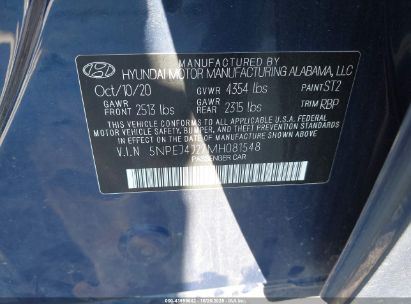 MANUFACTURED BY
HYUNDAI MOTOR MANUFACTURING ALABAMA, LLC
Oct/10/20 GVWR 4354 lbs PAINT ST2
GAWR FRONT 2513 lbs GAWR REAR 2315 lbs TRIM RBP
THIS VEHICLE CONFORMS TO ALL APPLICABLE U.S.A FEDERAL MOTOR
VEHICLE SAFETY, BUMPER, AND THEFT PREVENTION STANDARDS
IN EFFECT ON THE DATE OF MANUFACTURE SHOWN ABOVE.
V.I.N
PASSENGER CAR